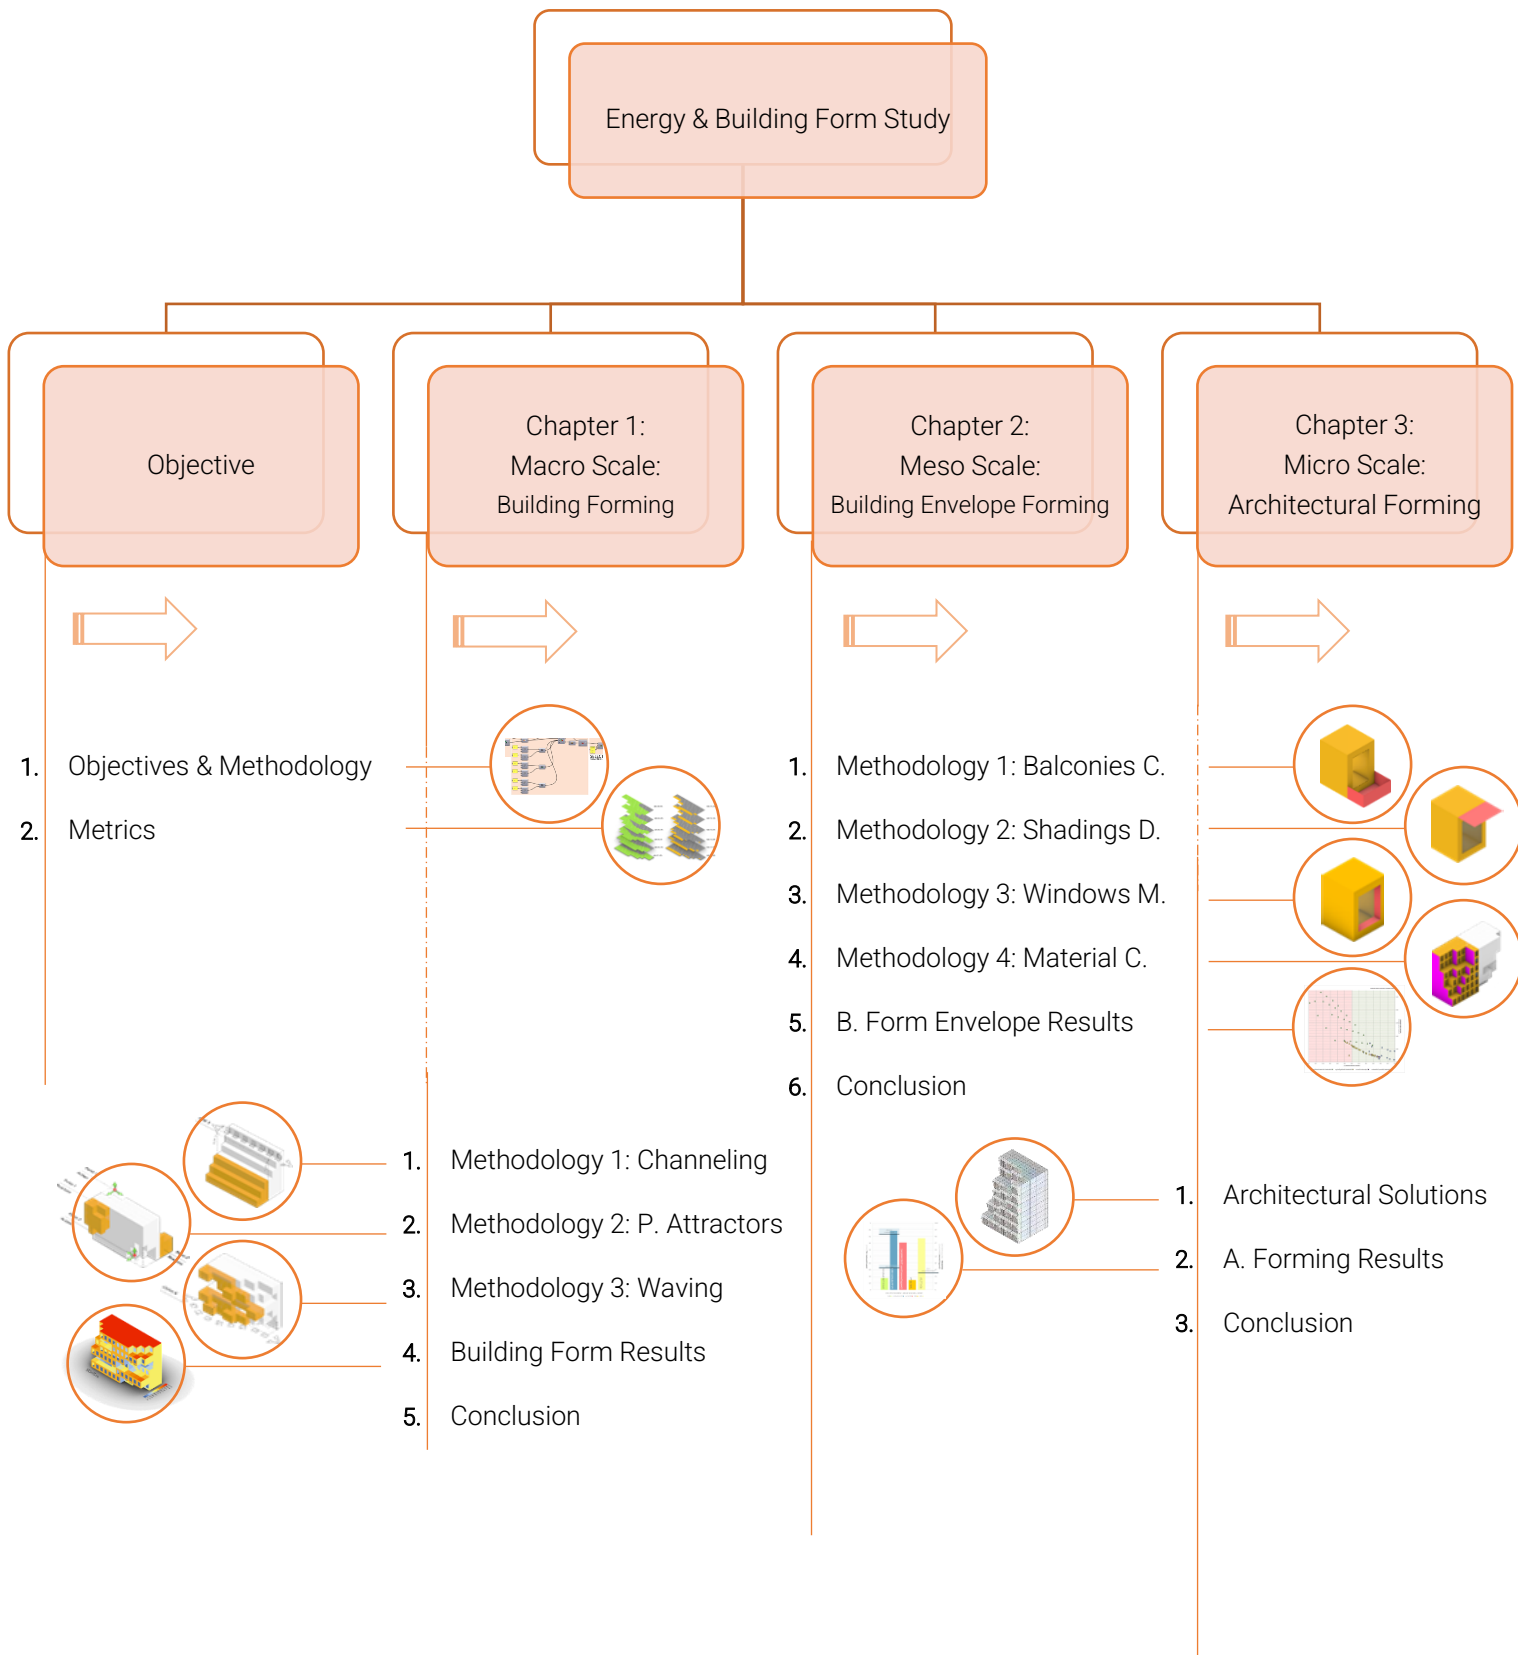 Energy & Building Form Study
Objective
Chapter 1:
Macro Scale:
Building Forming
Chapter 2:
Meso Scale:
Building Envelope Forming
Chapter 3:
Micro Scale:
Architectural Forming
1. Objectives & Methodology
2. Metrics
1. Methodology 1: Channeling
2. Methodology 2: P. Attractors
3. Methodology 3: Waving
4. Building Form Results
5. Conclusion
1. Methodology 1: Balconies C.
2. Methodology 2: Shadings D.
3. Methodology 3: Windows M.
4. Methodology 4: Material C.
5. B. Form Envelope Results
6. Conclusion
1. Architectural Solutions
2. A. Forming Results
3. Conclusion